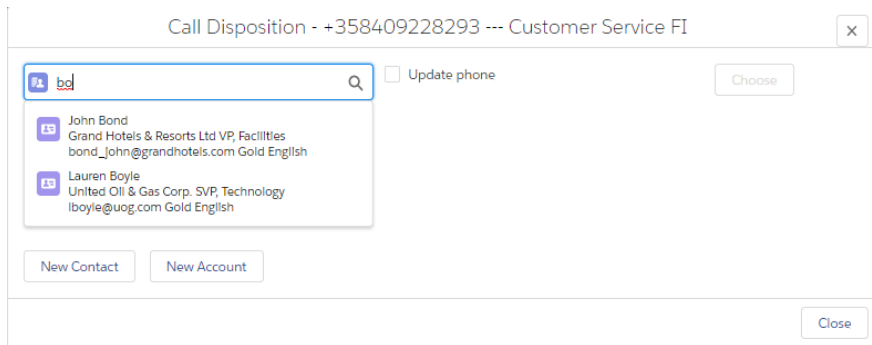 Call Disposition - +358409228293 --- Customer Service FI
bo
Update phone
Choose
John Bond
Grand Hotels & Resorts Ltd VP, Facilities
bond_john@grandhotels.com Gold English
Lauren Boyle
United Oil & Gas Corp. SVP, Technology
lboyle@uog.com Gold English
New Contact
New Account
Close